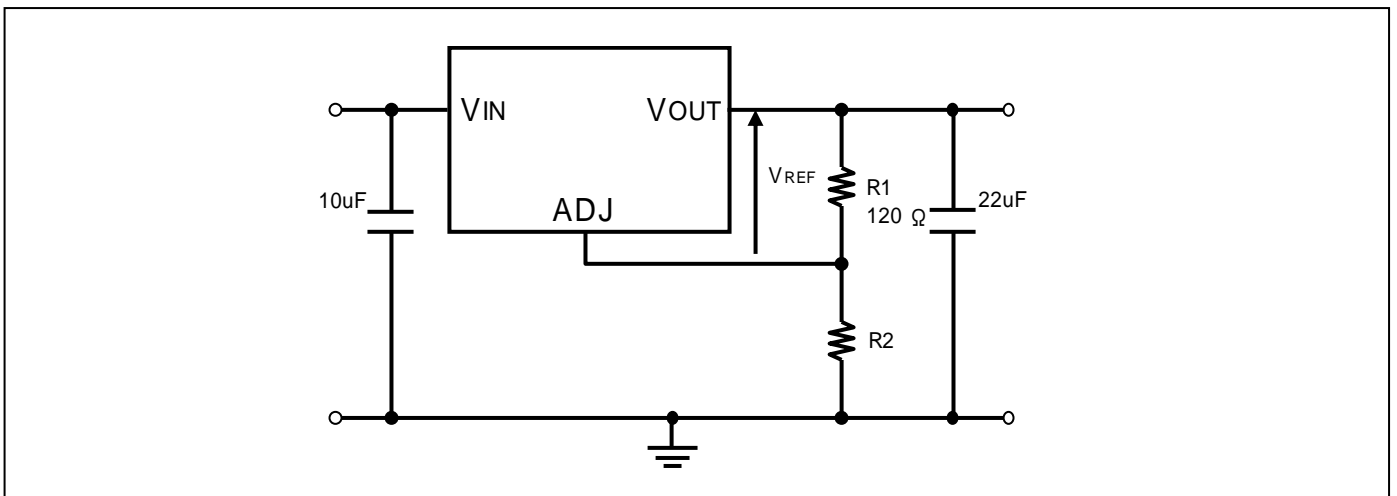 VIN
VOUT
ADJ
VREF
10uF
R1
120 Ω
22uF
R2